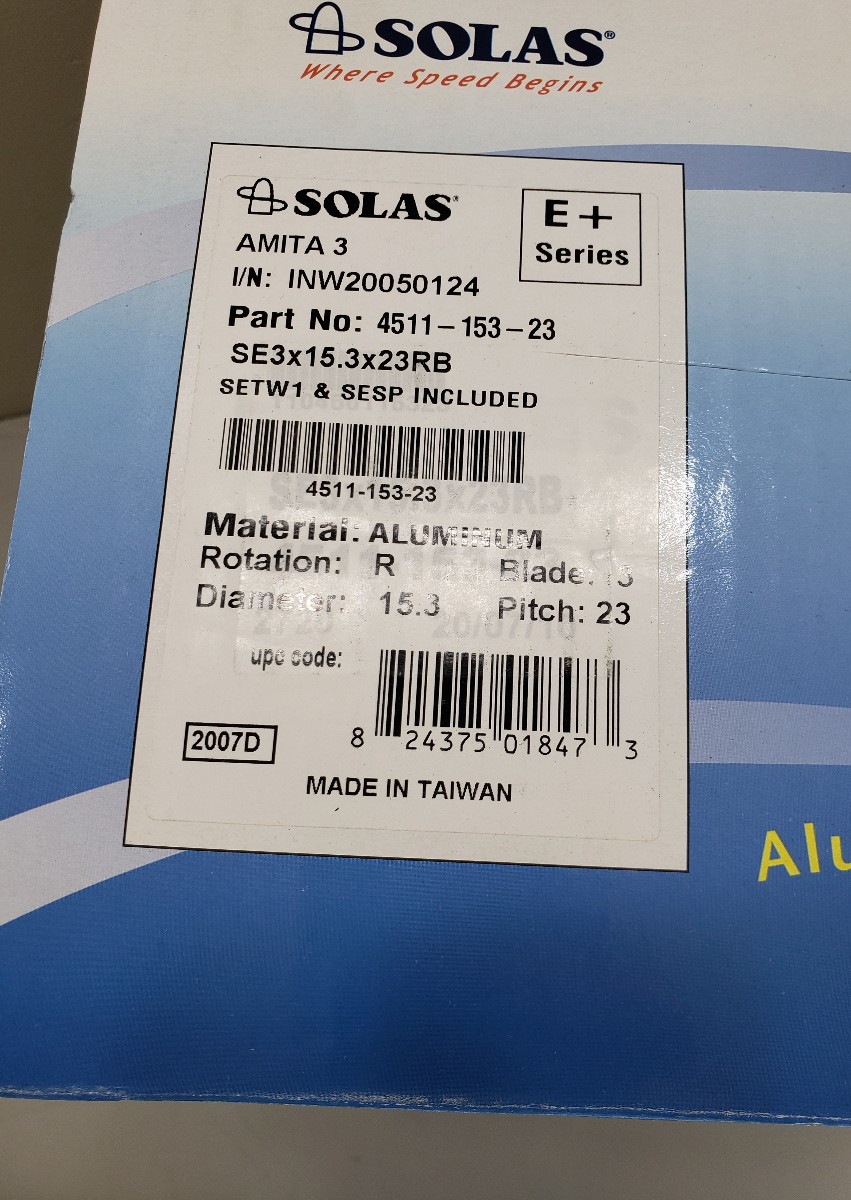 SOLAS®
Where Speed Begins
SOLAS®
E+
Series
AMITA 3
I/N: INW20050124
Part No: 4511-153-23
SE3x15.3x23RB
SETW1 & SESP INCLUDED
4511-153-23
Material: ALUMINUM
Rotation: R Blade: 3
Diameter: 15.3 Pitch: 23
upc code:
8 24375 01847 3
2007D
MADE IN TAIWAN
Alu